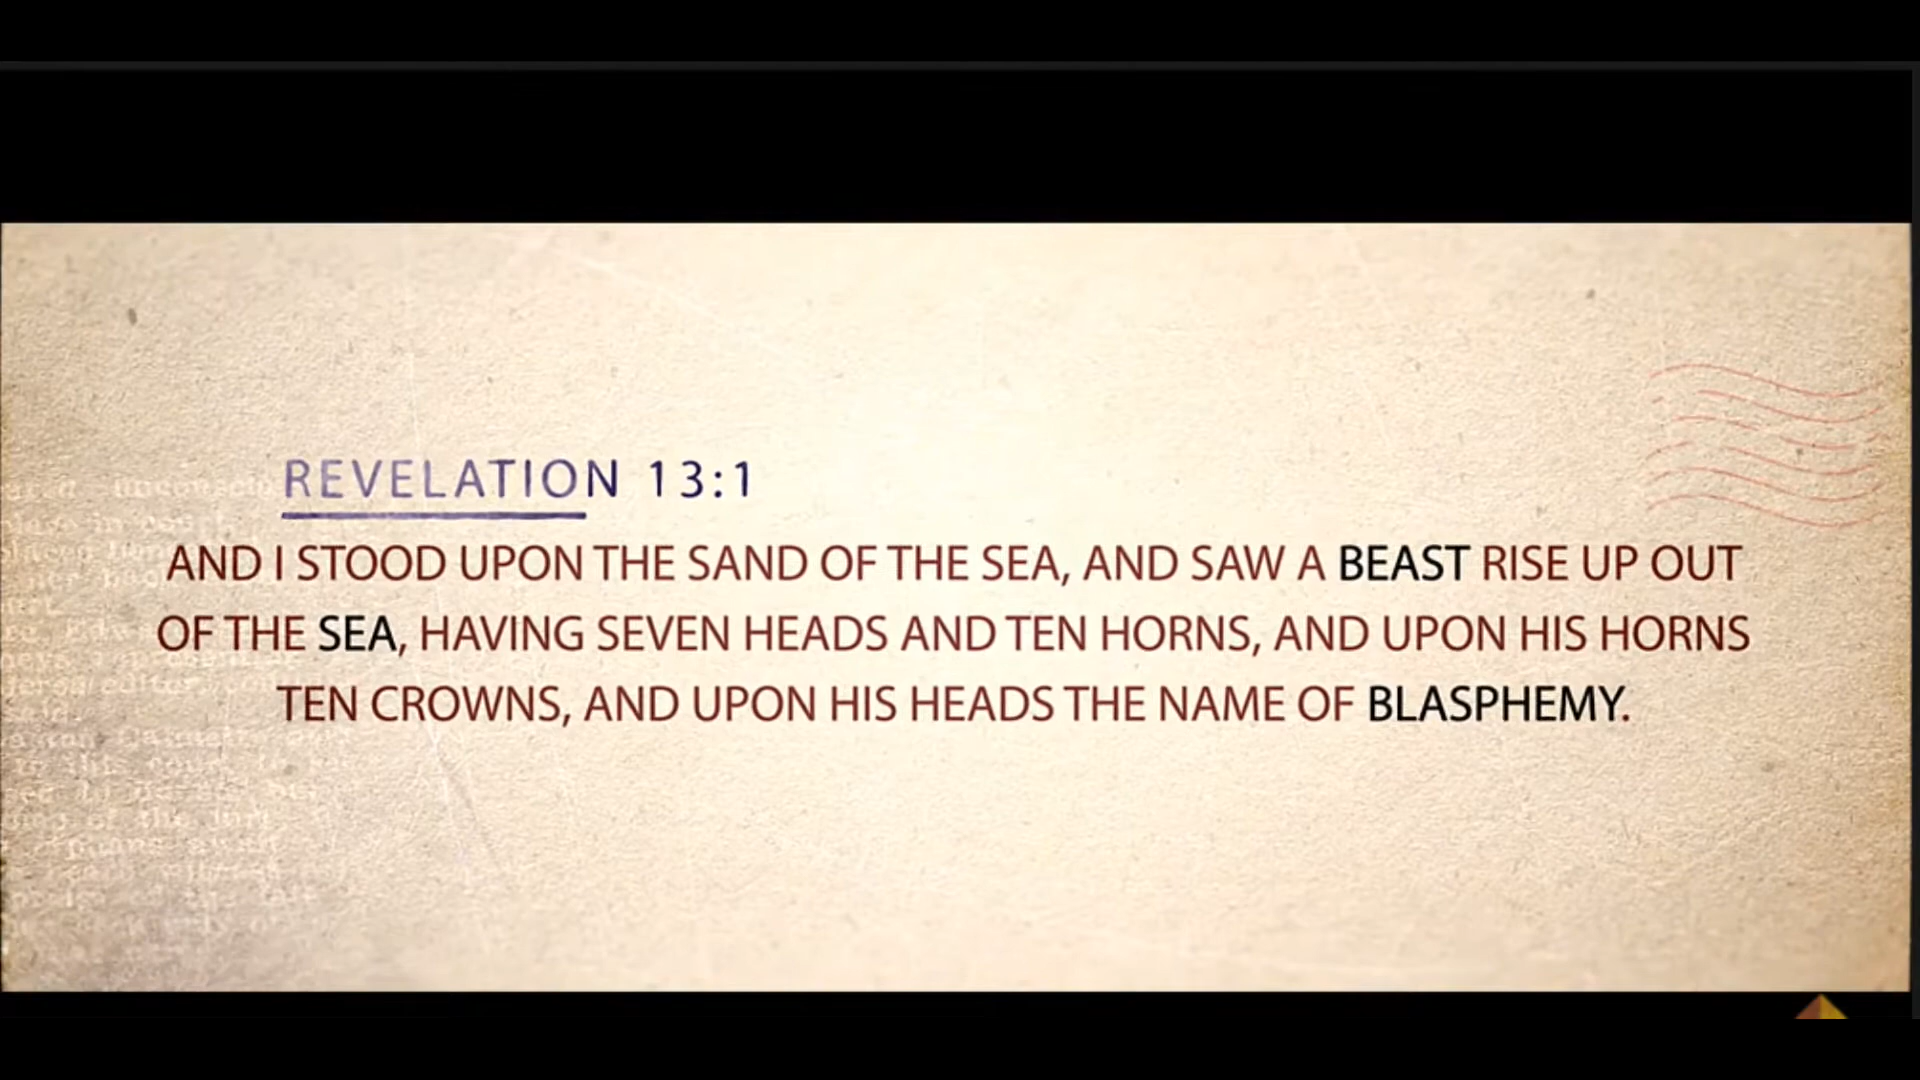 REVELATION 13:1
AND I STOOD UPON THE SAND OF THE SEA, AND SAW A BEAST RISE UP OUT
OF THE SEA, HAVING SEVEN HEADS AND TEN HORNS, AND UPON HIS HORNS
TEN CROWNS, AND UPON HIS HEADS THE NAME OF BLASPHEMY.